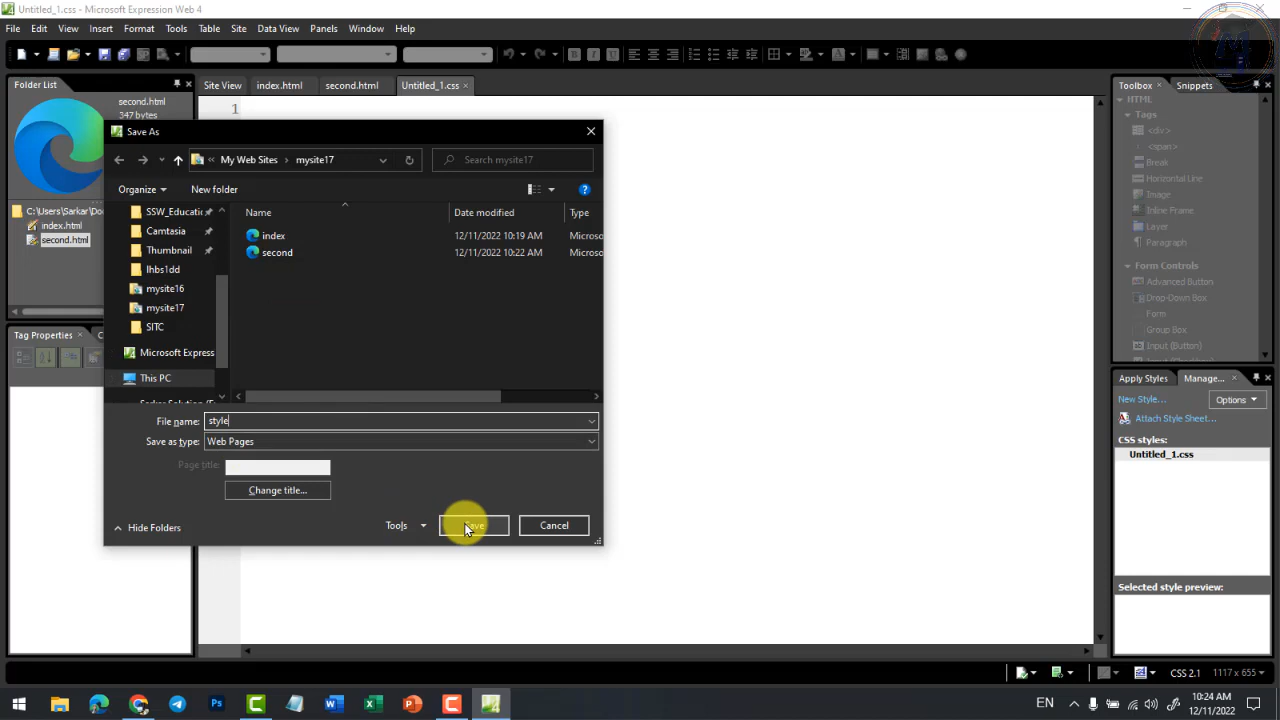 Untitled_1.css - Microsoft Expression Web 4
File Edit View Insert Format Tools Table Site Data View Panels Window Help
Folder List
second.html
347 bytes
C:\Users\Sarkar\Do
index.html
second.html
Site View index.html second.html Untitled_1.css
1
Save As
My Web Sites mysite17
Search mysite17
Organize New folder
SSW_Educatic
Camtasia
Thumbnail
lhbs1dd
mysite16
mysite17
SITC
Microsoft Express
This PC
Name Date modified Type
index 12/11/2022 10:19 AM Microso
second 12/11/2022 10:22 AM Microso
File name: style
Save as type: Web Pages
Page title:
Change title...
Hide Folders
Tools Save Cancel
Tag Properties
Toolbox Snippets
HTML
Tags
<div>
<span>
Break
Horizontal Line
Image
Inline Frame
Layer
Paragraph
Form Controls
Advanced Button
Drop-Down Box
Form
Group Box
Input (Button)
Apply Styles Manage...
New Style... Options
Attach Style Sheet...
CSS styles:
Untitled_1.css
Selected style preview:
CSS 2.1 1117 x 655
EN
10:24 AM
12/11/2022